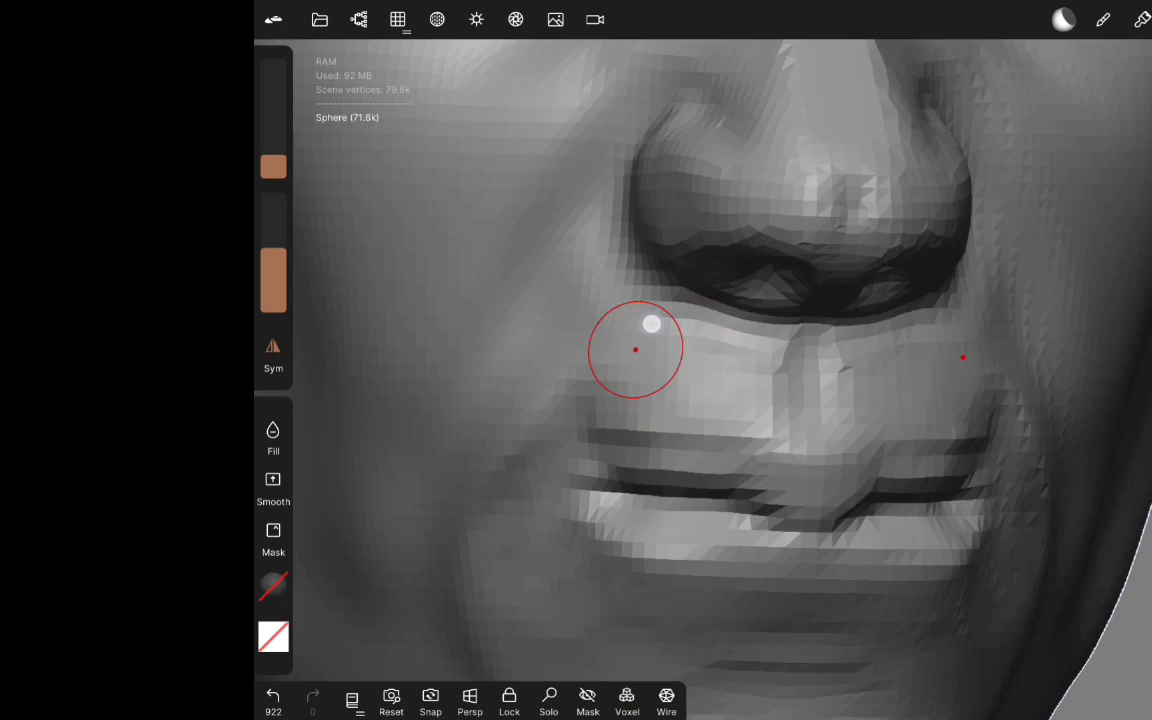 RAM
Used: 92 MB
Scene vertices: 79.6k
Sphere (71.6k)
Sym
Fill
Smooth
Mask
922
0
Reset
Snap
Persp
Lock
Solo
Mask
Voxel
Wire